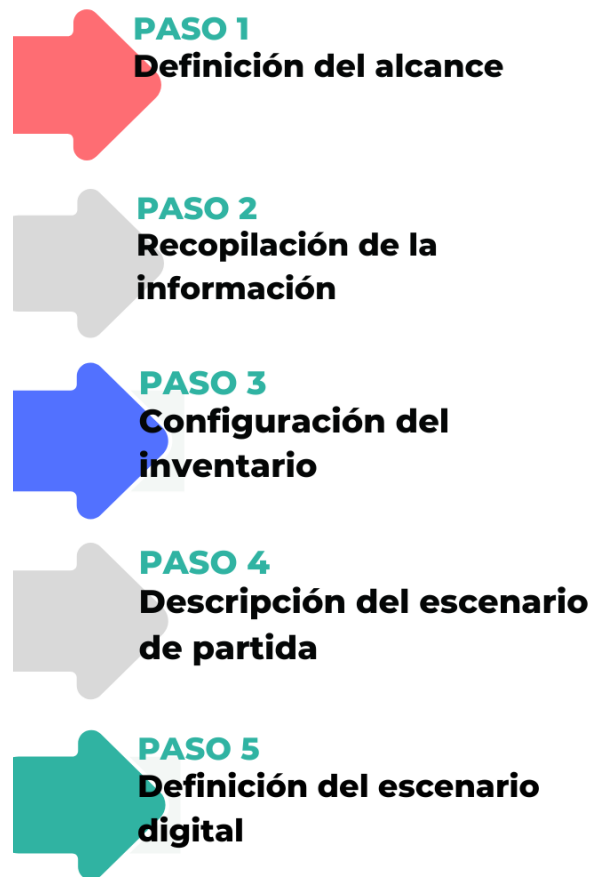 PASO 1
Definición del alcance
PASO 2
Recopilación de la
información
PASO 3
Configuración del
inventario
PASO 4
Descripción del escenario
de partida
PASO 5
Definición del escenario
digital